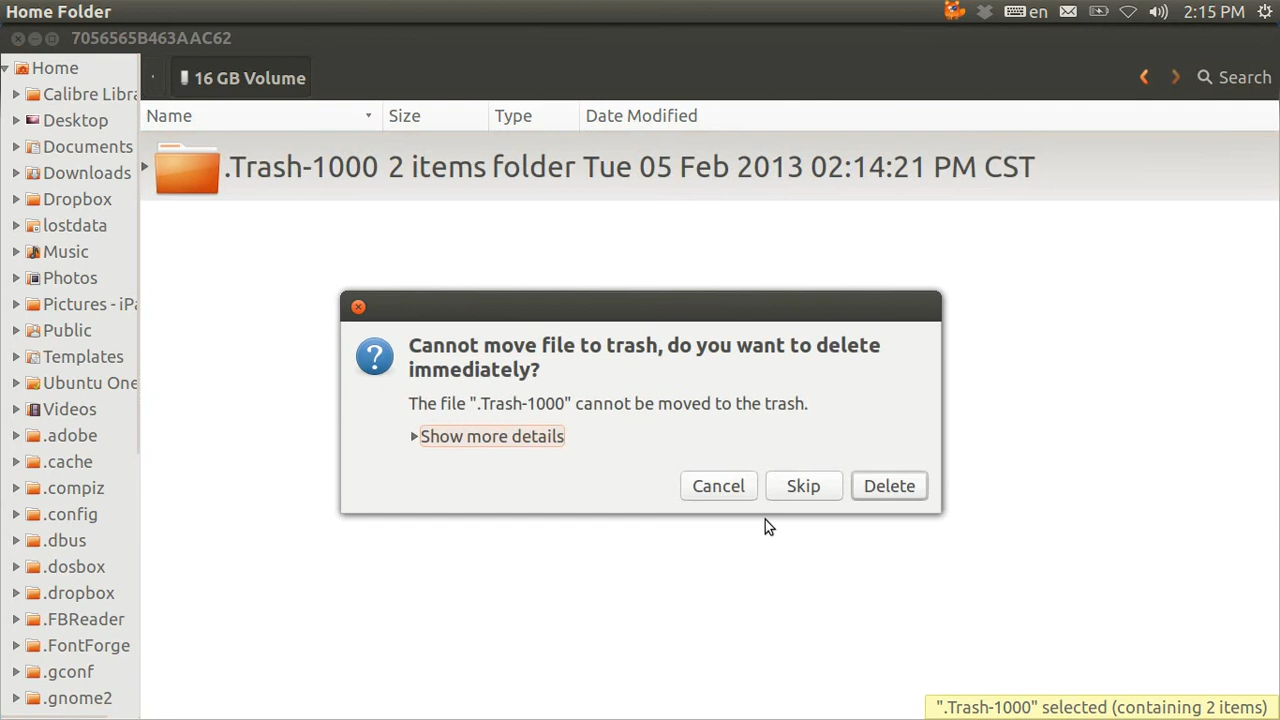 Home Folder
en
2:15 PM
7056565B463AAC62
Home
Calibre Libra
Desktop
Documents
Downloads
Dropbox
lostdata
Music
Photos
Pictures - iPa
Public
Templates
Ubuntu One
Videos
.adobe
.cache
.compiz
.config
.dbus
.dosbox
.dropbox
.FBReader
.FontForge
.gconf
.gnome2
16 GB Volume
Search
Name Size Type Date Modified
.Trash-1000 2 items folder Tue 05 Feb 2013 02:14:21 PM CST
Cannot move file to trash, do you want to delete
immediately?
The file ".Trash-1000" cannot be moved to the trash.
Show more details
Cancel Skip Delete
".Trash-1000" selected (containing 2 items)